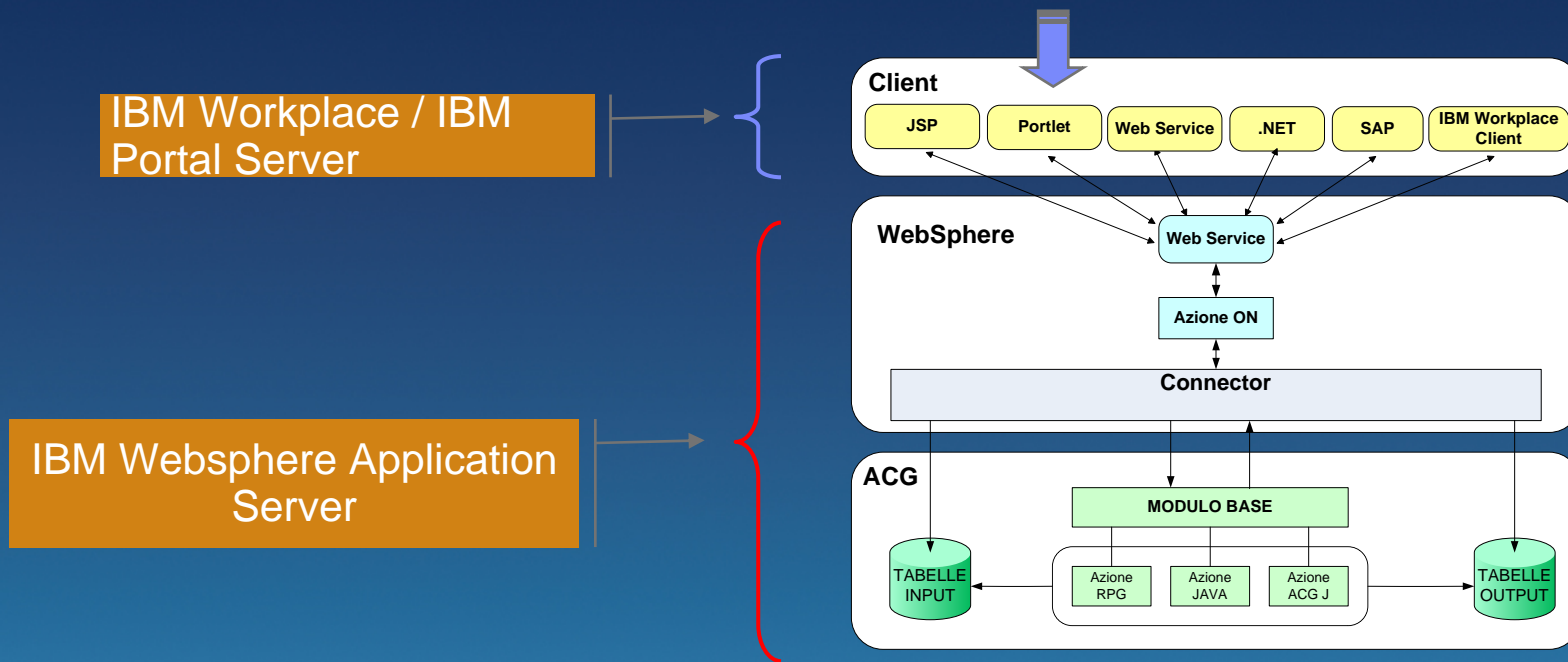 IBM Workplace / IBM
Portal Server
Client
JSP
Portlet
Web Service
.NET
SAP
IBM Workplace
Client
WebSphere
Web Service
Azione ON
Connector
IBM Websphere Application
Server
ACG
MODULO BASE
TABELLE
INPUT
Azione
RPG
Azione
JAVA
Azione
ACG J
TABELLE
OUTPUT